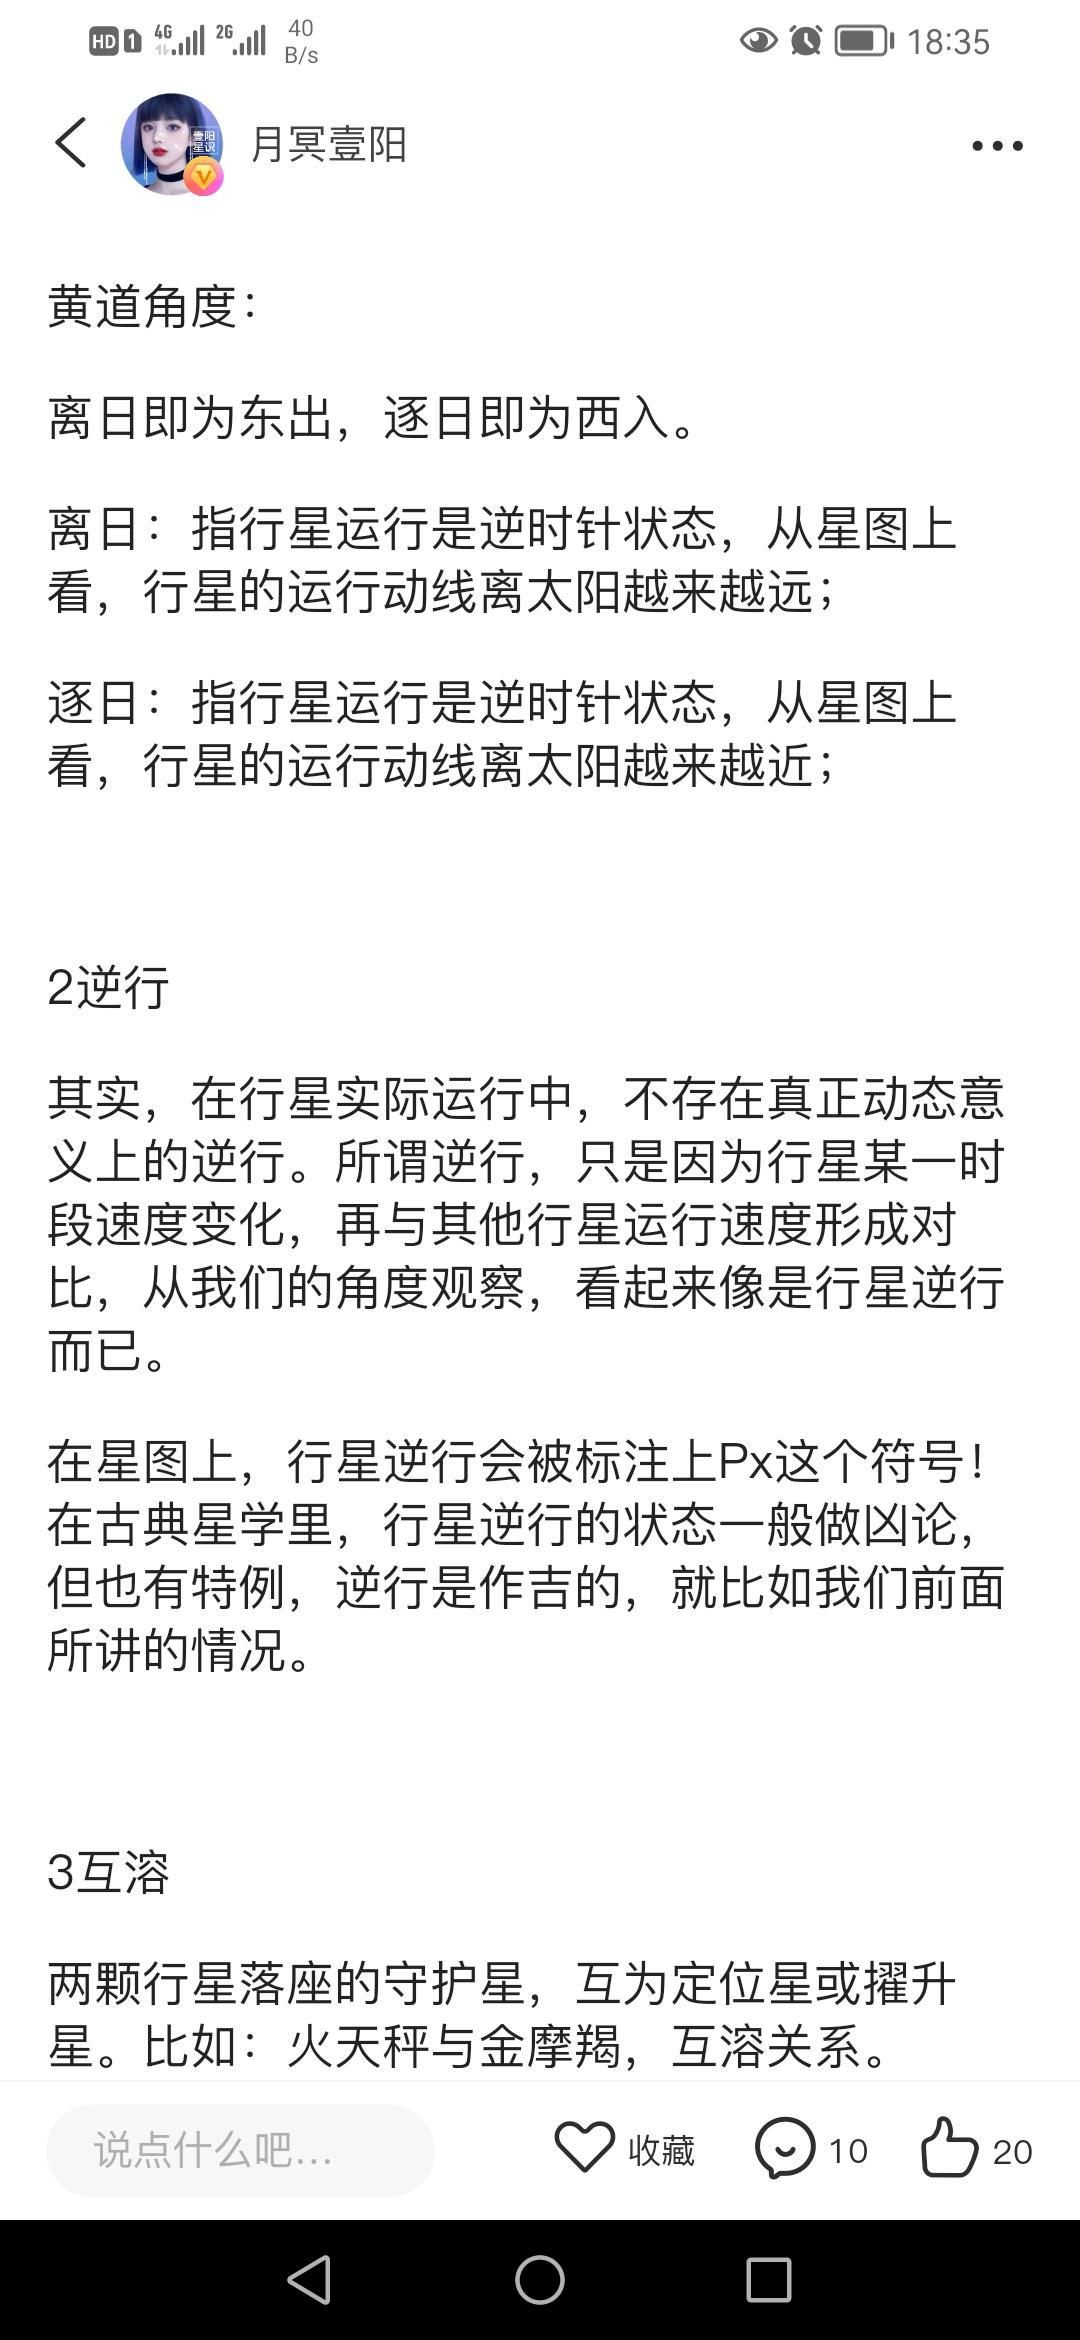 HD 1 4G 2G 40 B/s 18:35
壹阳
星识
月冥壹阳
黄道角度：
离日即为东出，逐日即为西入。
离日：指行星运行是逆时针状态，从星图上
看，行星的运行动线离太阳越来越远；
逐日：指行星运行是逆时针状态，从星图上
看，行星的运行动线离太阳越来越近；
2逆行
其实，在行星实际运行中，不存在真正动态意
义上的逆行。所谓逆行，只是因为行星某一时
段速度变化，再与其他行星运行速度形成对
比，从我们的角度观察，看起来像是行星逆行
而已。
在星图上，行星逆行会被标注上Px这个符号！
在古典星学里，行星逆行的状态一般做凶论，
但也有特例，逆行是作吉的，就比如我们前面
所讲的情况。
3互溶
两颗行星落座的守护星，互为定位星或擢升
星。比如：火天秤与金摩羯，互溶关系。
说点什么吧... 收藏 10 20